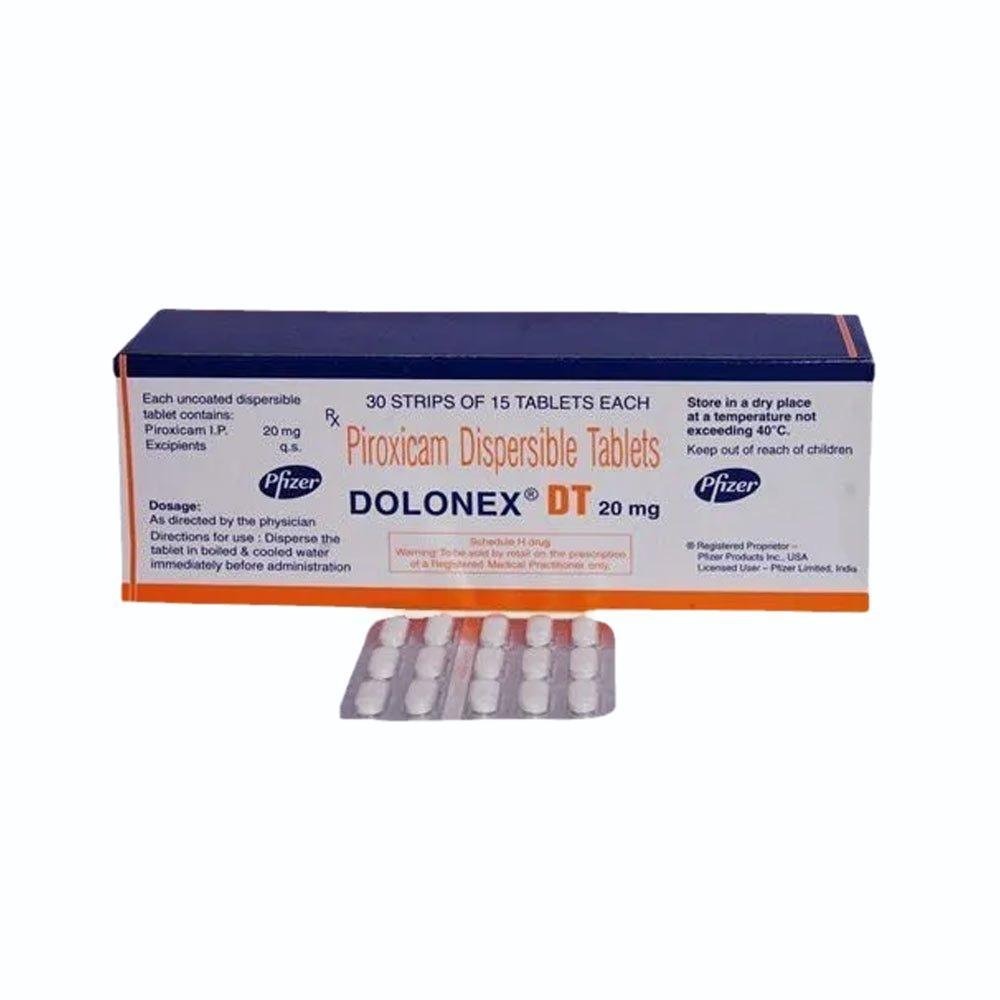 Each uncoated dispersible
tablet contains:
Piroxicam I.P. 20 mg
Excipients q.s.
Pfizer
Dosage:
As directed by the physician
Directions for use : Disperse the
tablet in boiled & cooled water
immediately before administration
30 STRIPS OF 15 TABLETS EACH
Rx
Piroxicam Dispersible Tablets
DOLONEX® DT 20 mg
Schedule H drug
Warning: To be sold by retail on the prescription
of a Registered Medical Practitioner only.
Store in a dry place
at a temperature not
exceeding 40°C.
Keep out of reach of children
Pfizer
® Registered Proprietor –
Pfizer Products Inc., USA
Licensed User – Pfizer Limited, India